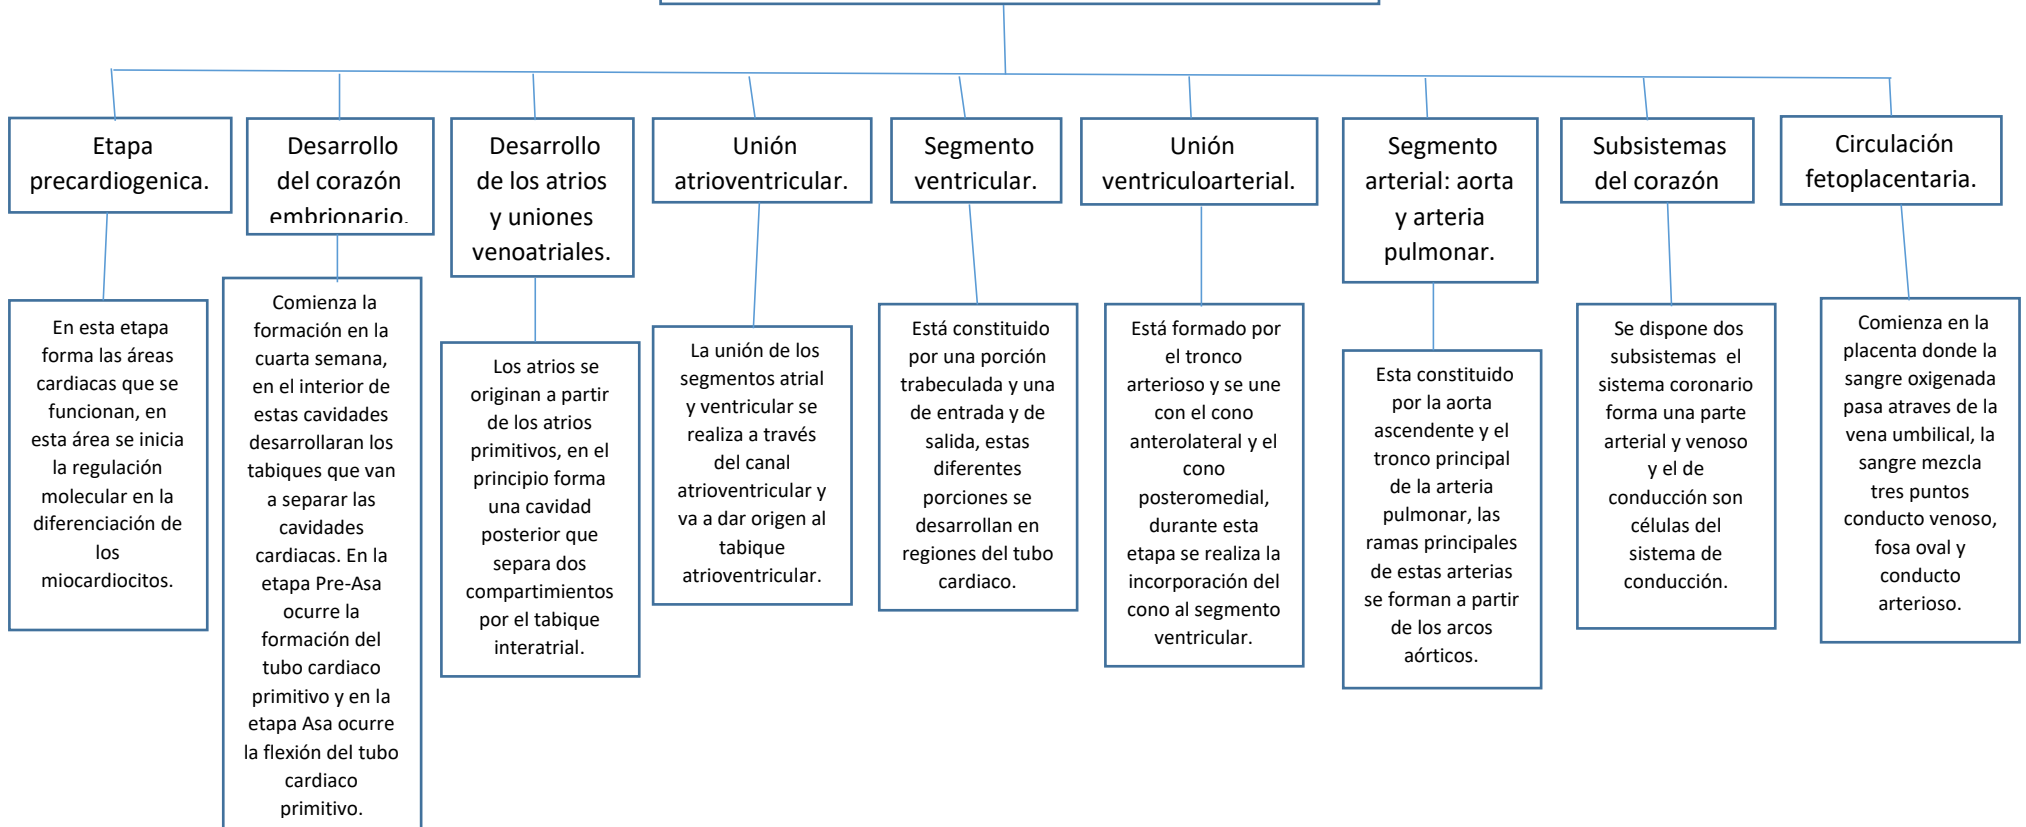 Etapa
precardiogenica.
Desarrollo
del corazón
embrionario.
Desarrollo
de los atrios
y uniones
venoatriales.
Unión
atrioventricular.
Segmento
ventricular.
Unión
ventriculoarterial.
Segmento
arterial: aorta
y arteria
pulmonar.
Subsistemas
del corazón
Circulación
fetoplacentaria.
En esta etapa
forma las áreas
cardiacas que se
funcionan, en
esta área se inicia
la regulación
molecular en la
diferenciación de
los
miocardiocitos.
Comienza la
formación en la
cuarta semana,
en el interior de
estas cavidades
desarrollaran los
tabiques que van
a separar las
cavidades
cardiacas. En la
etapa Pre-Asa
ocurre la
formación del
tubo cardiaco
primitivo y en la
etapa Asa ocurre
la flexión del tubo
cardiaco
primitivo.
Los atrios se
originan a partir
de los atrios
primitivos, en el
principio forma
una cavidad
posterior que
separa dos
compartimientos
por el tabique
interatrial.
La unión de los
segmentos atrial
y ventricular se
realiza a través
del canal
atrioventricular y
va a dar origen al
tabique
atrioventricular.
Está constituido
por una porción
trabeculada y una
de entrada y de
salida, estas
diferentes
porciones se
desarrollan en
regiones del tubo
cardiaco.
Está formado por
el tronco
arterioso y se une
con el cono
anterolateral y el
cono
posteromedial,
durante esta
etapa se realiza la
incorporación del
cono al segmento
ventricular.
Esta constituido
por la aorta
ascendente y el
tronco principal
de la arteria
pulmonar, las
ramas principales
de estas arterias
se forman a partir
de los arcos
aórticos.
Se dispone dos
subsistemas el
sistema coronario
forma una parte
arterial y venoso
y el de
conducción son
células del
sistema de
conducción.
Comienza en la
placenta donde la
sangre oxigenada
pasa atraves de la
vena umbilical, la
sangre mezcla
tres puntos
conducto venoso,
fosa oval y
conducto
arterioso.